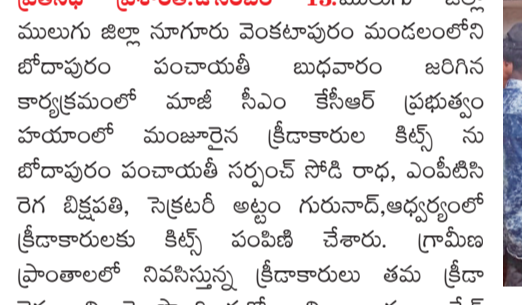 ములుగు జిల్లా నూగూరు వెంకటాపురం మండలంలోని
బోదాపురం పంచాయతీ బుధవారం జరిగిన
కార్యక్రమంలో మాజీ సీఎం కేసీఆర్ ప్రభుత్వం
హయాంలో మంజూరైన క్రీడాకారుల కిట్స్ ను
బోదాపురం పంచాయతీ సర్పంచ్ సోడి రాధ, ఎంపీటిసి
రెగ బిక్షపతి, సెక్రటరీ అట్టం గురునాద్,ఆధ్వర్యంలో
క్రీడాకారులకు కిట్స్ పంపిణి చేశారు. గ్రామీణ
ప్రాంతాలలో నివసిస్తున్న క్రీడాకారులు తమ క్రీడా